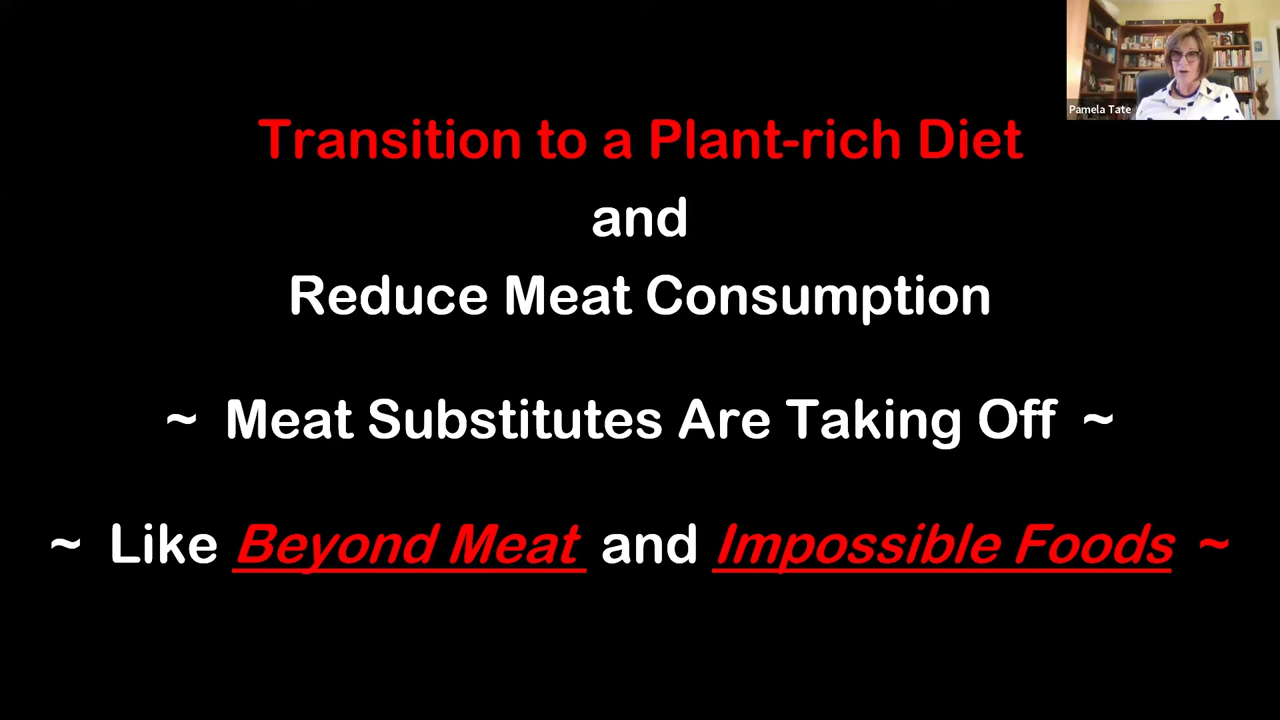 Pamela Tate
Transition to a Plant-rich Diet
and
Reduce Meat Consumption
~ Meat Substitutes Are Taking Off ~
~ Like Beyond Meat and Impossible Foods ~